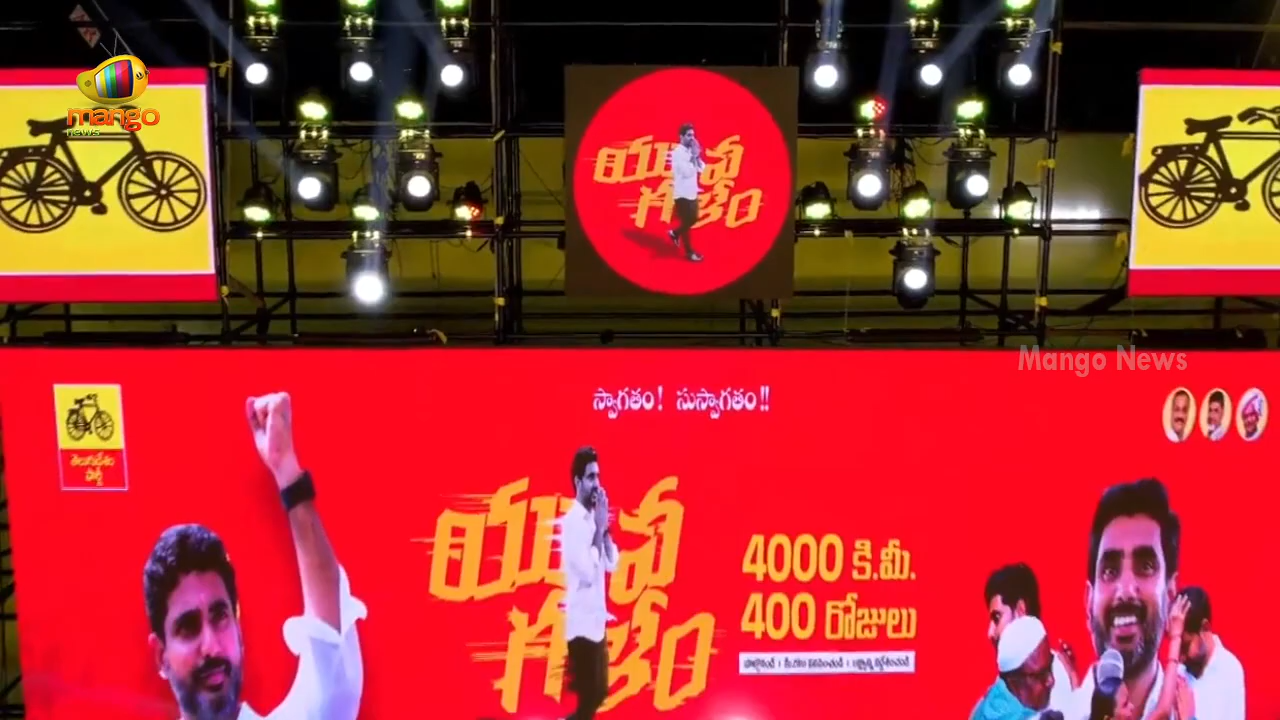 mango
news
యువ
గళం
Mango News
స్వాగతం! సుస్వాగతం!!
తెలుగుదేశం
పార్టీ
యువ
గళం
4000 కి.మీ.
400 రోజులు